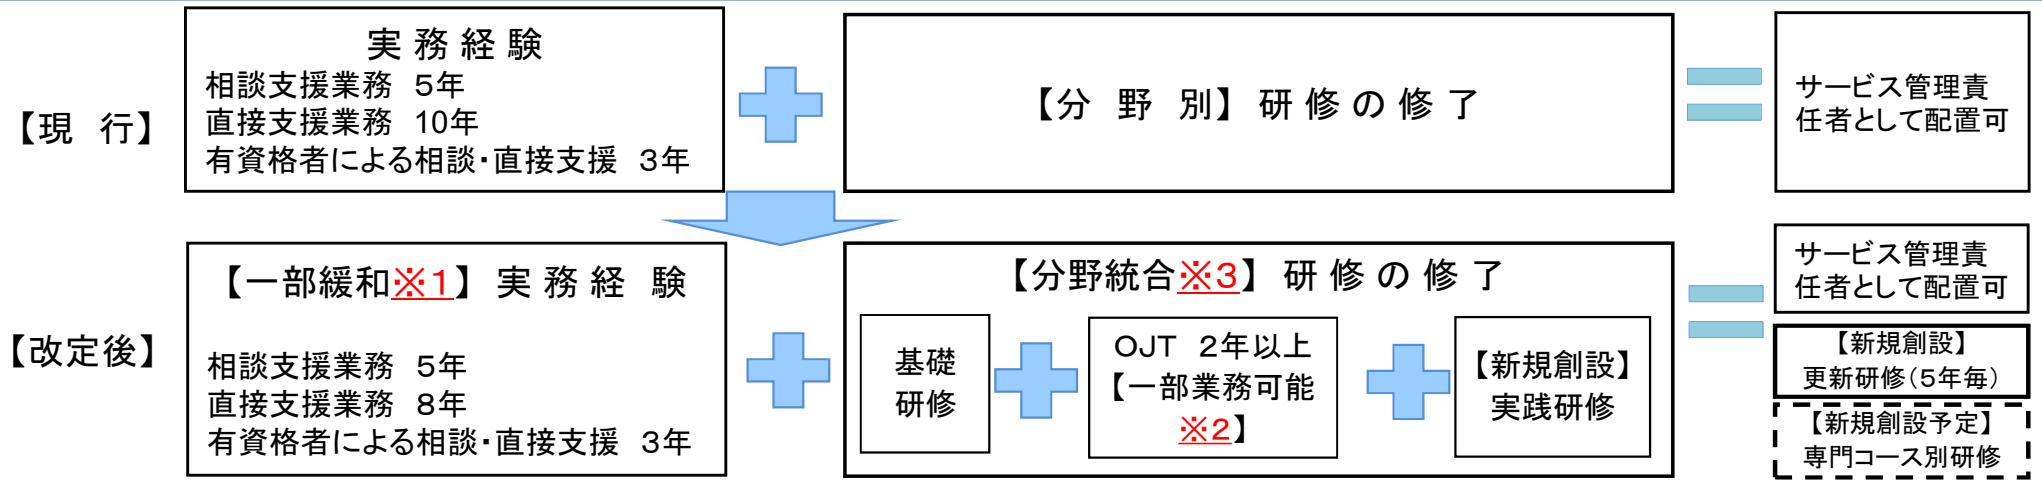 【現　行】
実 務 経 験
相談支援業務　5年
直接支援業務　10年
有資格者による相談・直接支援　3年
【分　野　別】 研 修 の 修 了
サービス管理責
任者として配置可
【改定後】
【一部緩和※1】 実 務 経　験
相談支援業務　5年
直接支援業務　8年
有資格者による相談・直接支援　3年
【分野統合※3】 研 修 の 修 了
基礎
研修
OJT　2年以上
【一部業務可能
※2】
【新規創設】
実践研修
サービス管理責
任者として配置可
【新規創設】
更新研修（5年毎）
【新規創設予定】
専門コース別研修